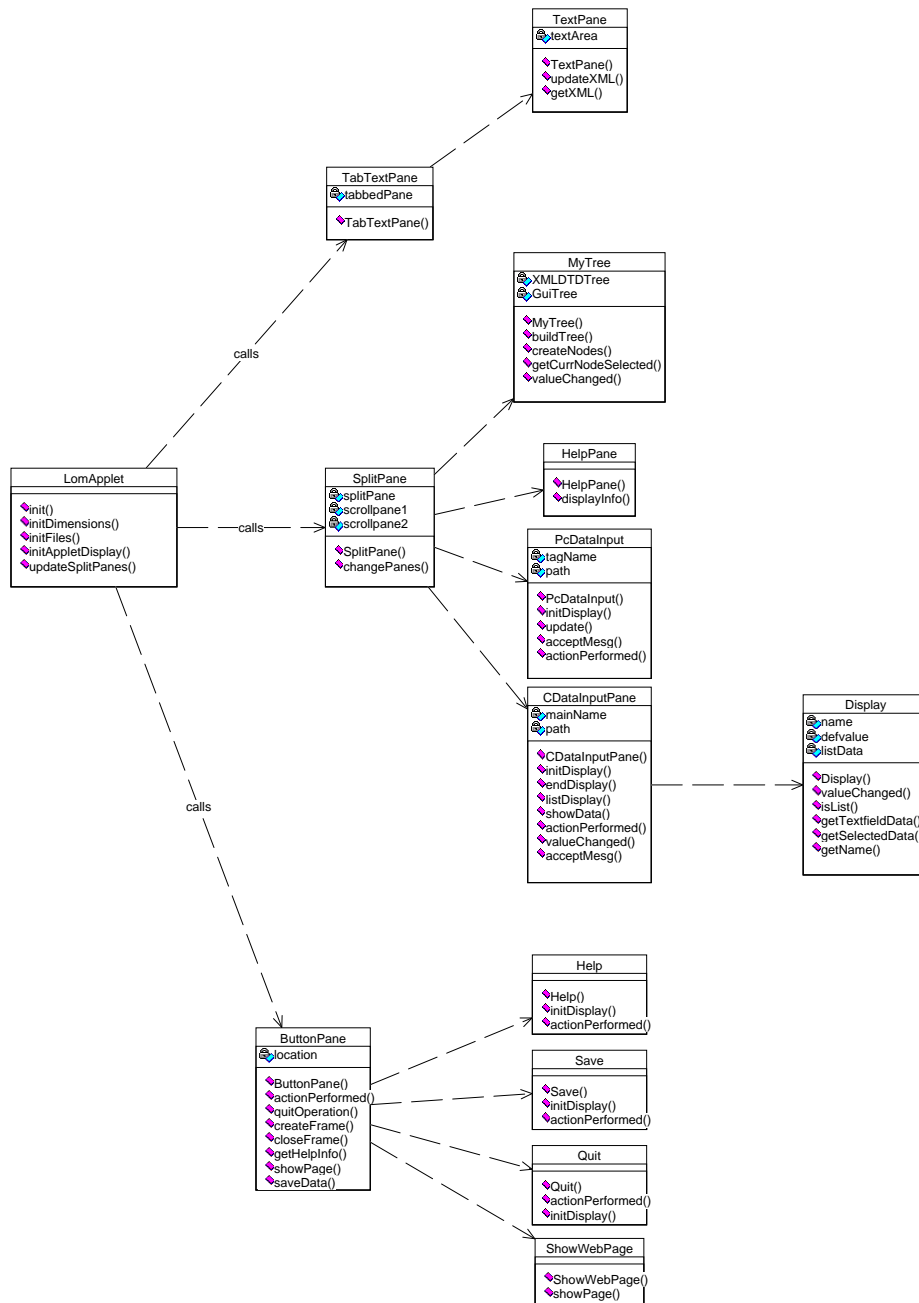 TextPane
textArea
TextPane()
updateXML()
getXML()
TabTextPane
tabbedPane
TabTextPane()
MyTree
XMLDTDTree
GuiTree
MyTree()
buildTree()
createNodes()
getCurrNodeSelected()
valueChanged()
calls
LomApplet
init()
initDimensions()
initFiles()
initAppletDisplay()
updateSplitPanes()
calls
SplitPane
splitPane
scrollpane1
scrollpane2
SplitPane()
changePanes()
HelpPane
HelpPane()
displayInfo()
PcDataInput
tagName
path
PcDataInput()
initDisplay()
update()
acceptMesg()
actionPerformed()
CDataInputPane
mainName
path
CDataInputPane()
initDisplay()
endDisplay()
listDisplay()
showData()
actionPerformed()
valueChanged()
acceptMesg()
Display
name
defvalue
listData
Display()
valueChanged()
isList()
getTextfieldData()
getSelectedData()
getName()
calls
Help
Help()
initDisplay()
actionPerformed()
ButtonPane
location
ButtonPane()
actionPerformed()
quitOperation()
createFrame()
closeFrame()
getHelpInfo()
showPage()
saveData()
Save
Save()
initDisplay()
actionPerformed()
Quit
Quit()
actionPerformed()
initDisplay()
ShowWebPage
ShowWebPage()
showPage()